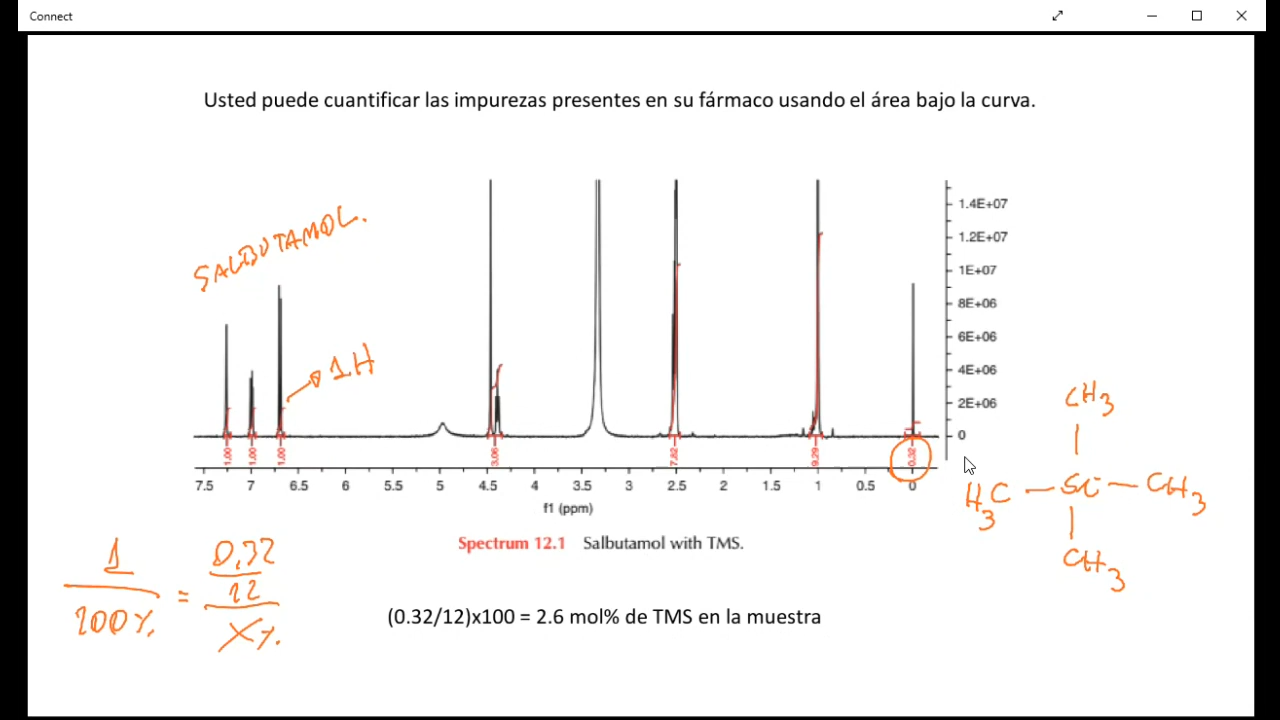 Connect
Usted puede cuantificar las impurezas presentes en su fármaco usando el área bajo la curva.
SALBUTAMOL.
1H
1.4E+07
1.2E+07
1E+07
8E+06
6E+06
4E+06
2E+06
0
1.00
1.00
1.00
3.06
7.82
9.29
0.32
7.5 7 6.5 6 5.5 5 4.5 4 3.5 3 2.5 2 1.5 1 0.5 0
f1 (ppm)
Spectrum 12.1 Salbutamol with TMS.
CH3
H3C — Si — CH3
CH3
1 / 100% = 0,32 / 12 / X%
(0.32/12)x100 = 2.6 mol% de TMS en la muestra